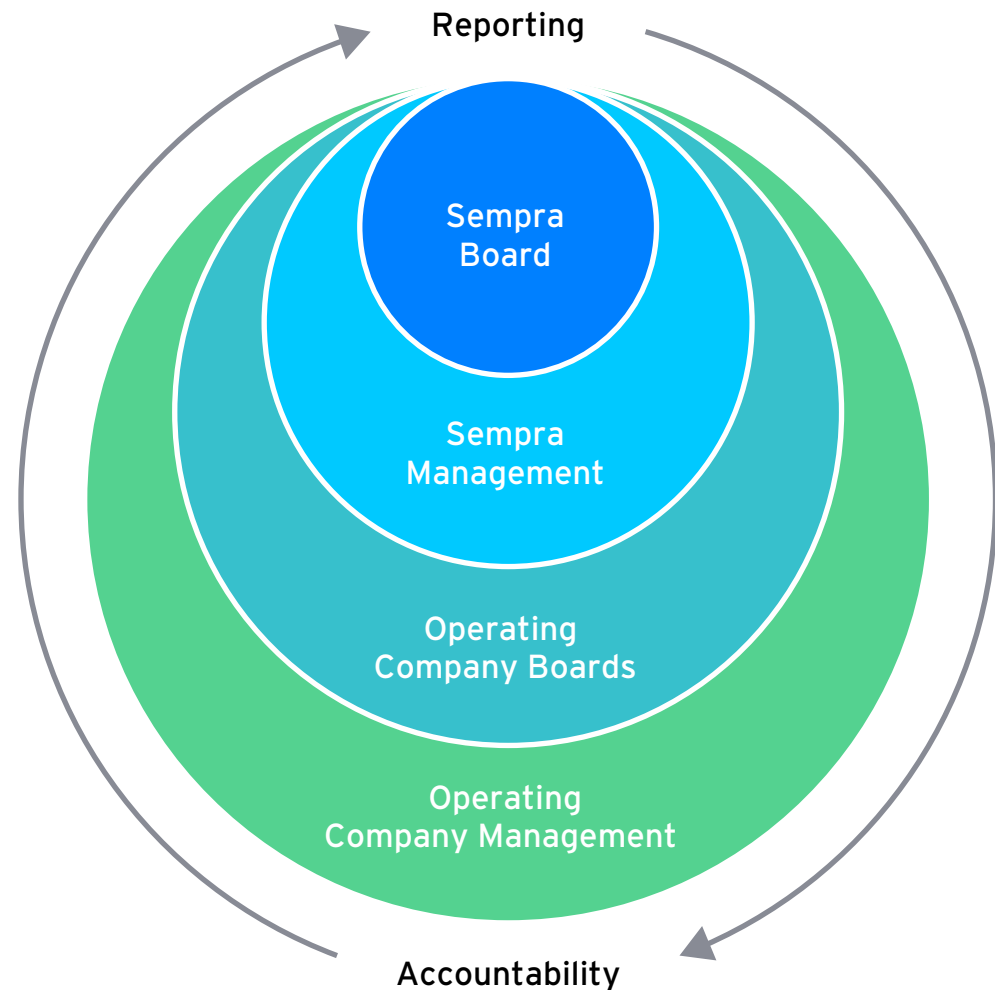 Reporting
Sempra
Board
Sempra
Management
Operating
Company Boards
Operating
Company Management
Accountability